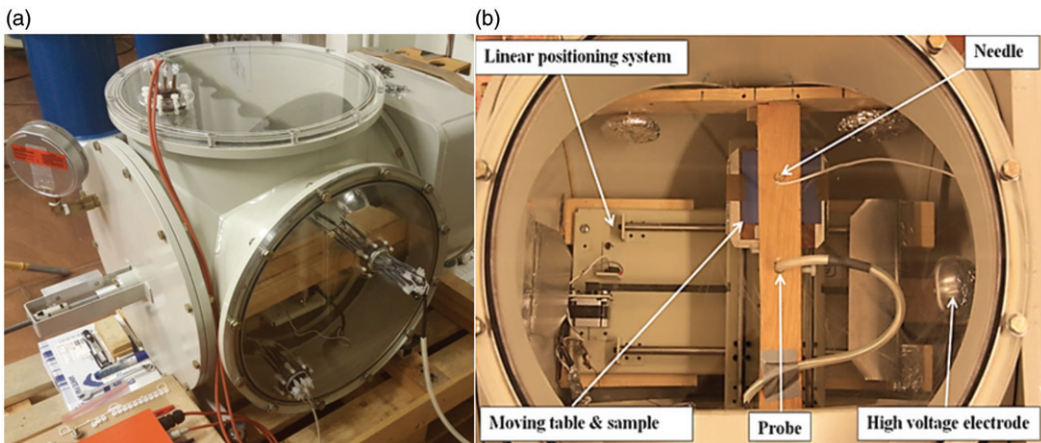 (a)
(b)
Linear positioning system
Needle
Moving table & sample
Probe
High voltage electrode